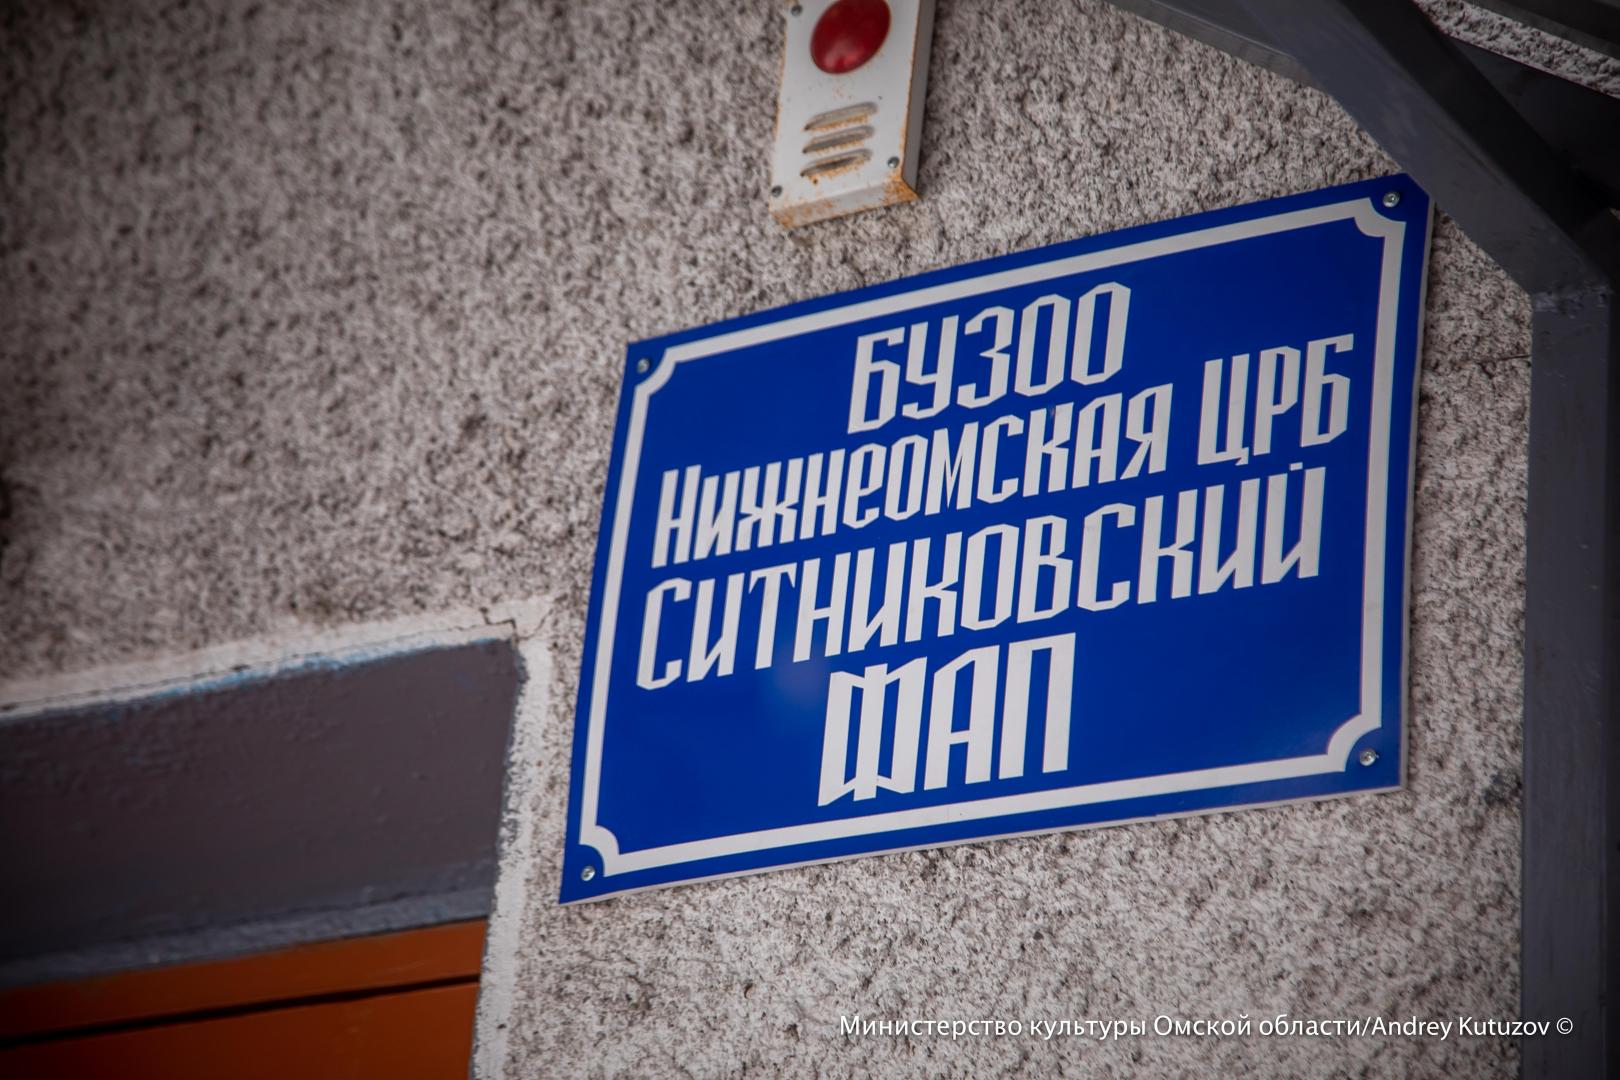 БУЗОО
НИЖНЕОМСКАЯ ЦРБ
СИТНИКОВСКИЙ
ФАП
Министерство культуры Омской области/Andrey Kutuzov ©